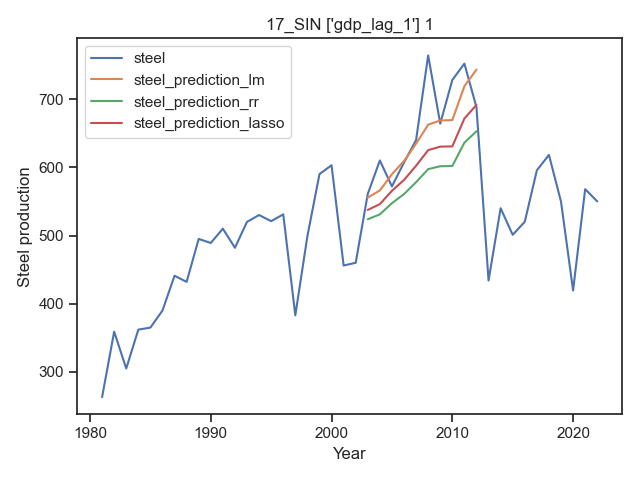 17_SIN ['gdp_lag_1'] 1
steel
steel_prediction_lm
steel_prediction_rr
steel_prediction_lasso
Steel production
700
600
500
400
300
1980
1990
2000
2010
2020
Year